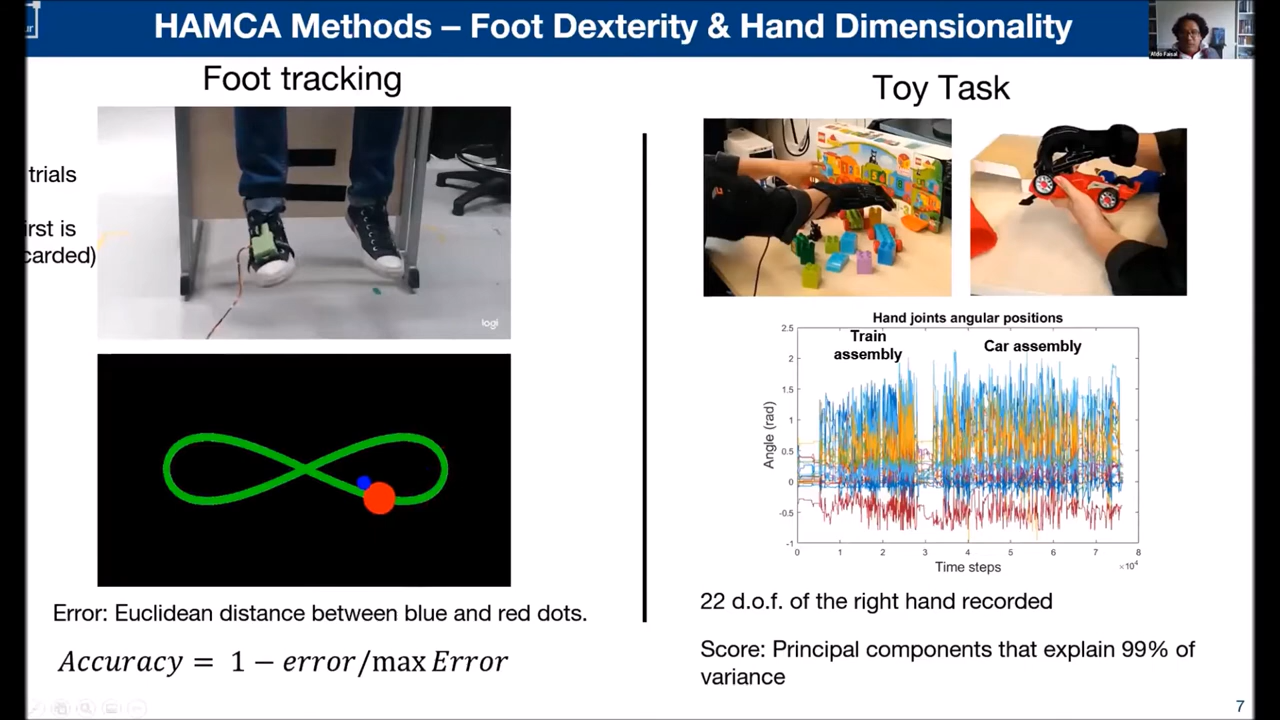 HAMCA Methods – Foot Dexterity & Hand Dimensionality
Aldo Faisal
Foot tracking
trials
irst is
carded)
logi
Error: Euclidean distance between blue and red dots.
Accuracy = 1 − error/max Error
Toy Task
Hand joints angular positions
Train
assembly
Car assembly
Angle (rad)
2.5
2
1.5
1
0.5
0
-0.5
-1
0 1 2 3 4 5 6 7 8
×10⁴
Time steps
22 d.o.f. of the right hand recorded
Score: Principal components that explain 99% of
variance
7